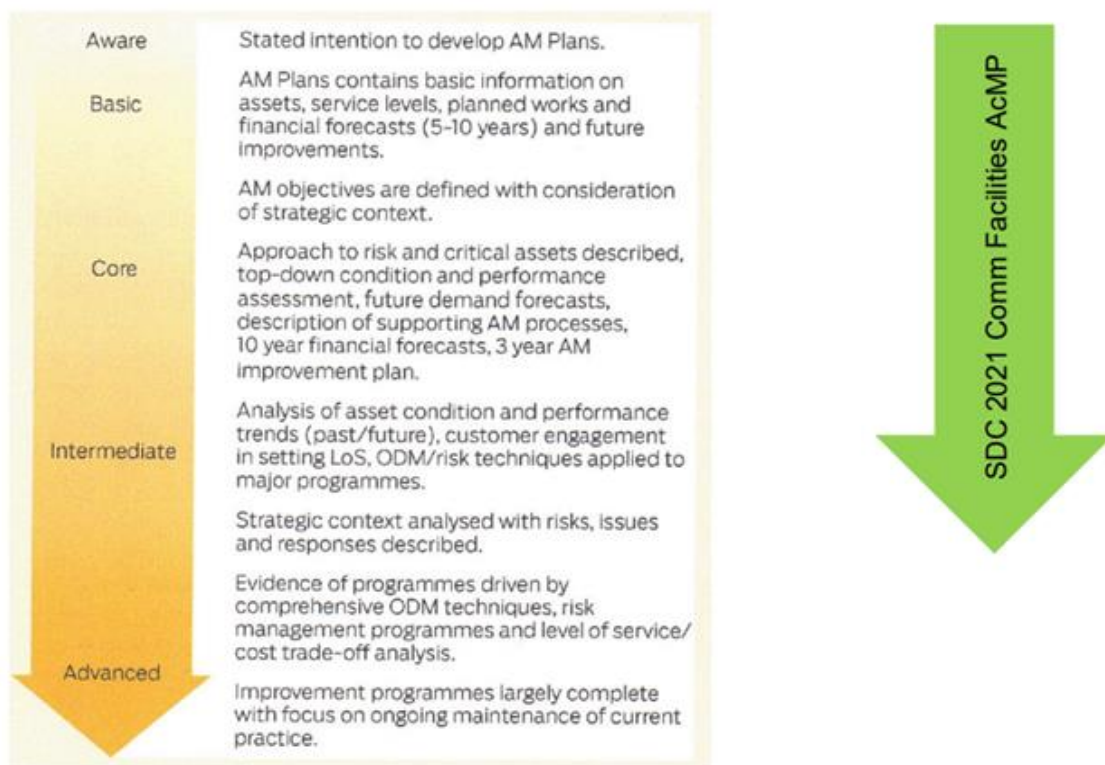 Aware
Stated intention to develop AM Plans.
Basic
AM Plans contains basic information on
assets, service levels, planned works and
financial forecasts (5-10 years) and future
improvements.
AM objectives are defined with consideration
of strategic context.
Core
Approach to risk and critical assets described,
top-down condition and performance
assessment, future demand forecasts,
description of supporting AM processes,
10 year financial forecasts, 3 year AM
improvement plan.
Intermediate
Analysis of asset condition and performance
trends (past/future), customer engagement
in setting LoS, ODM/risk techniques applied to
major programmes.
Strategic context analysed with risks, issues
and responses described.
Evidence of programmes driven by
comprehensive ODM techniques, risk
management programmes and level of service/
cost trade-off analysis.
Advanced
Improvement programmes largely complete
with focus on ongoing maintenance of current
practice.
SDC 2021 Comm Facilities AcMP